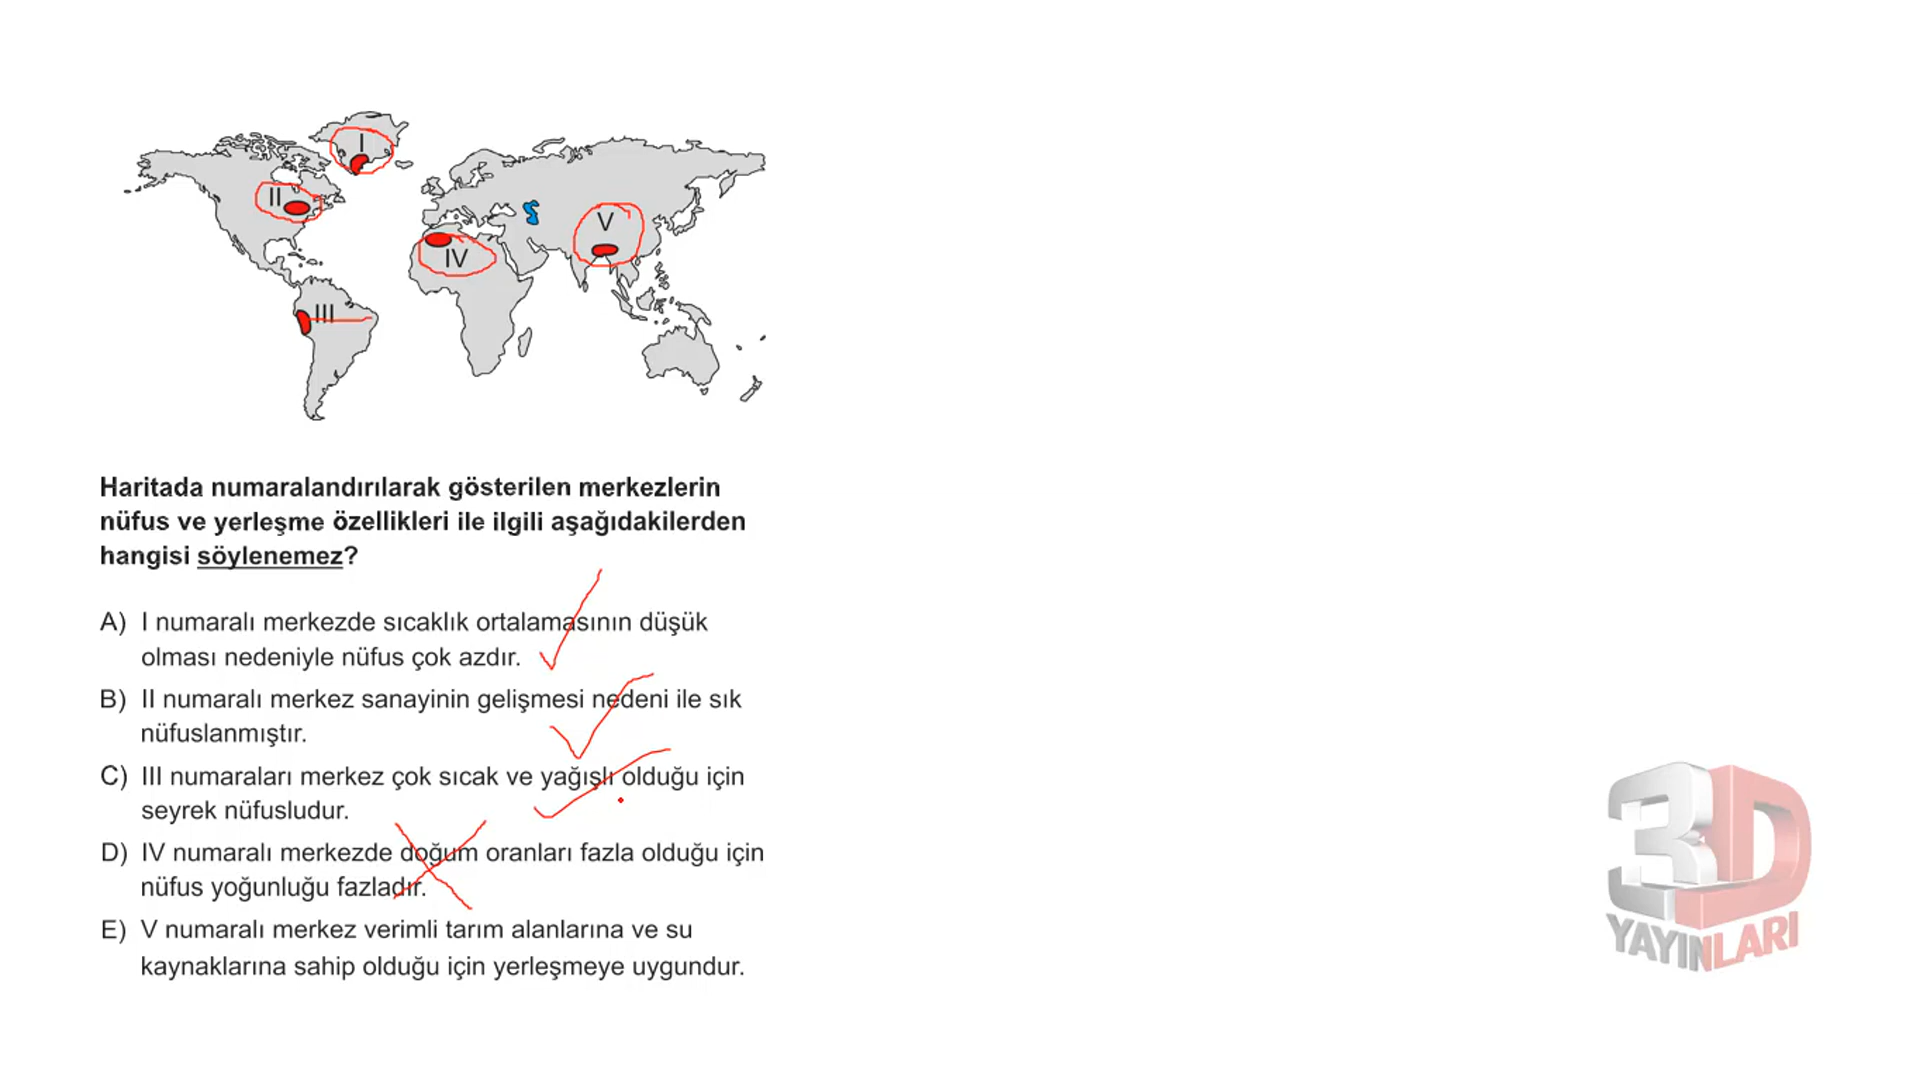 I
II
V
IV
III
Haritada numaralandırılarak gösterilen merkezlerin
nüfus ve yerleşme özellikleri ile ilgili aşağıdakilerden
hangisi söylenemez?
A) I numaralı merkezde sıcaklık ortalamasının düşük
olması nedeniyle nüfus çok azdır.
B) II numaralı merkez sanayinin gelişmesi nedeni ile sık
nüfuslanmıştır.
C) III numaraları merkez çok sıcak ve yağışlı olduğu için
seyrek nüfusludur.
D) IV numaralı merkezde doğum oranları fazla olduğu için
nüfus yoğunluğu fazladır.
E) V numaralı merkez verimli tarım alanlarına ve su
kaynaklarına sahip olduğu için yerleşmeye uygundur.
3D
YAYINLARI